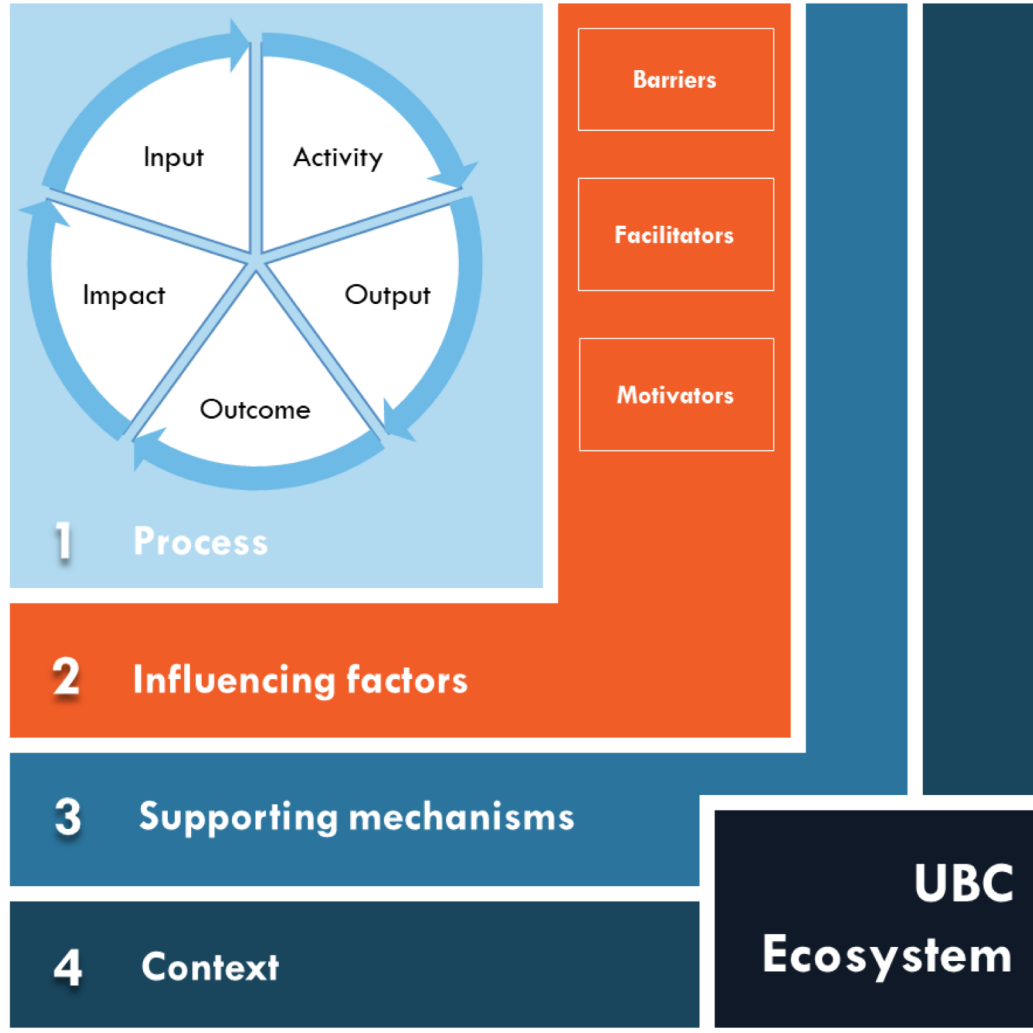 Input
Activity
Output
Outcome
Impact
1 Process
Barriers
Facilitators
Motivators
2 Influencing factors
3 Supporting mechanisms
4 Context
UBC
Ecosystem